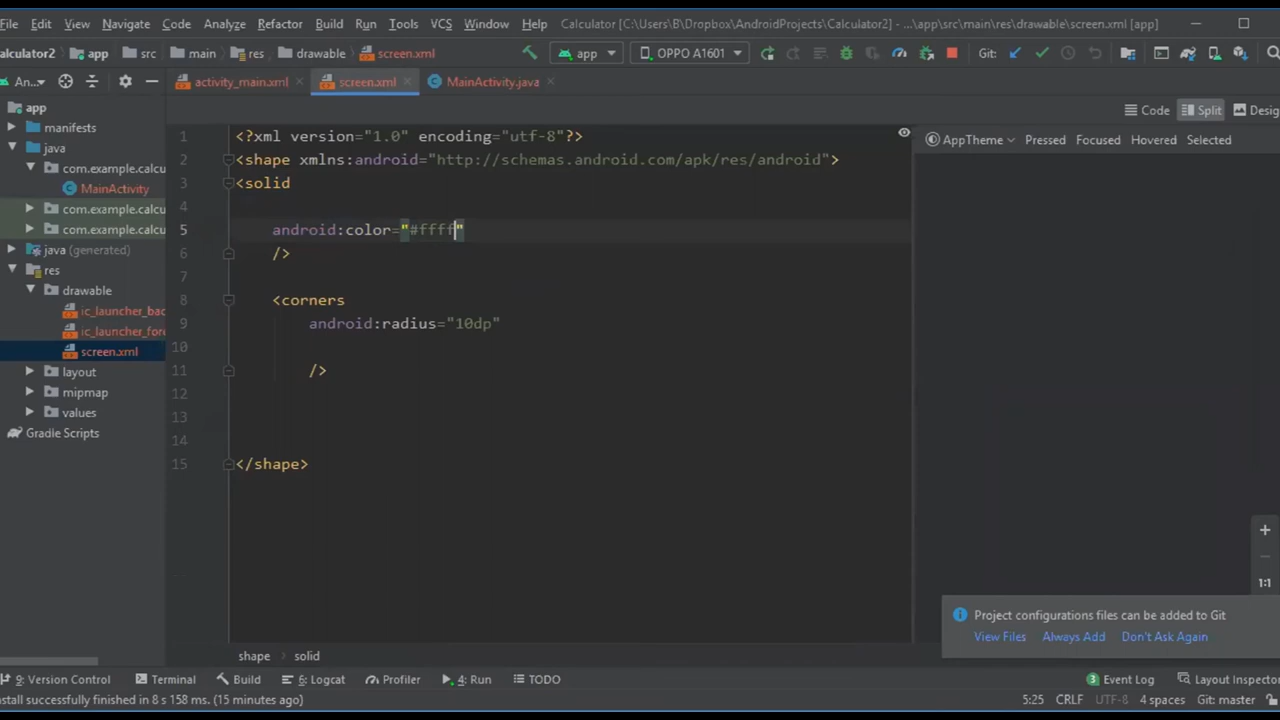 File Edit View Navigate Code Analyze Refactor Build Run Tools VCS Window Help Calculator [C:\Users\B\Dropbox\AndroidProjects\Calculator2] - ...\app\src\main\res\drawable\screen.xml [app]
alculator2 app src main res drawable screen.xml app OPPO A1601 Git:
An... activity_main.xml screen.xml MainActivity.java
Code Split Desig
AppTheme Pressed Focused Hovered Selected
app
manifests
java
com.example.calcu
MainActivity
com.example.calcu
com.example.calcu
java (generated)
res
drawable
ic_launcher_bac
ic_launcher_fore
screen.xml
layout
mipmap
values
Gradle Scripts
1 <?xml version="1.0" encoding="utf-8"?>
2 <shape xmlns:android="http://schemas.android.com/apk/res/android">
3 <solid
4
5 android:color="#ffff"
6 />
7
8 <corners
9 android:radius="10dp"
10
11 />
12
13
14
15 </shape>
1:1
Project configurations files can be added to Git
View Files Always Add Don't Ask Again
shape solid
9: Version Control Terminal Build 6: Logcat Profiler 4: Run TODO 3 Event Log Layout Inspector
nstall successfully finished in 8 s 158 ms. (15 minutes ago) 5:25 CRLF UTF-8 4 spaces Git: master